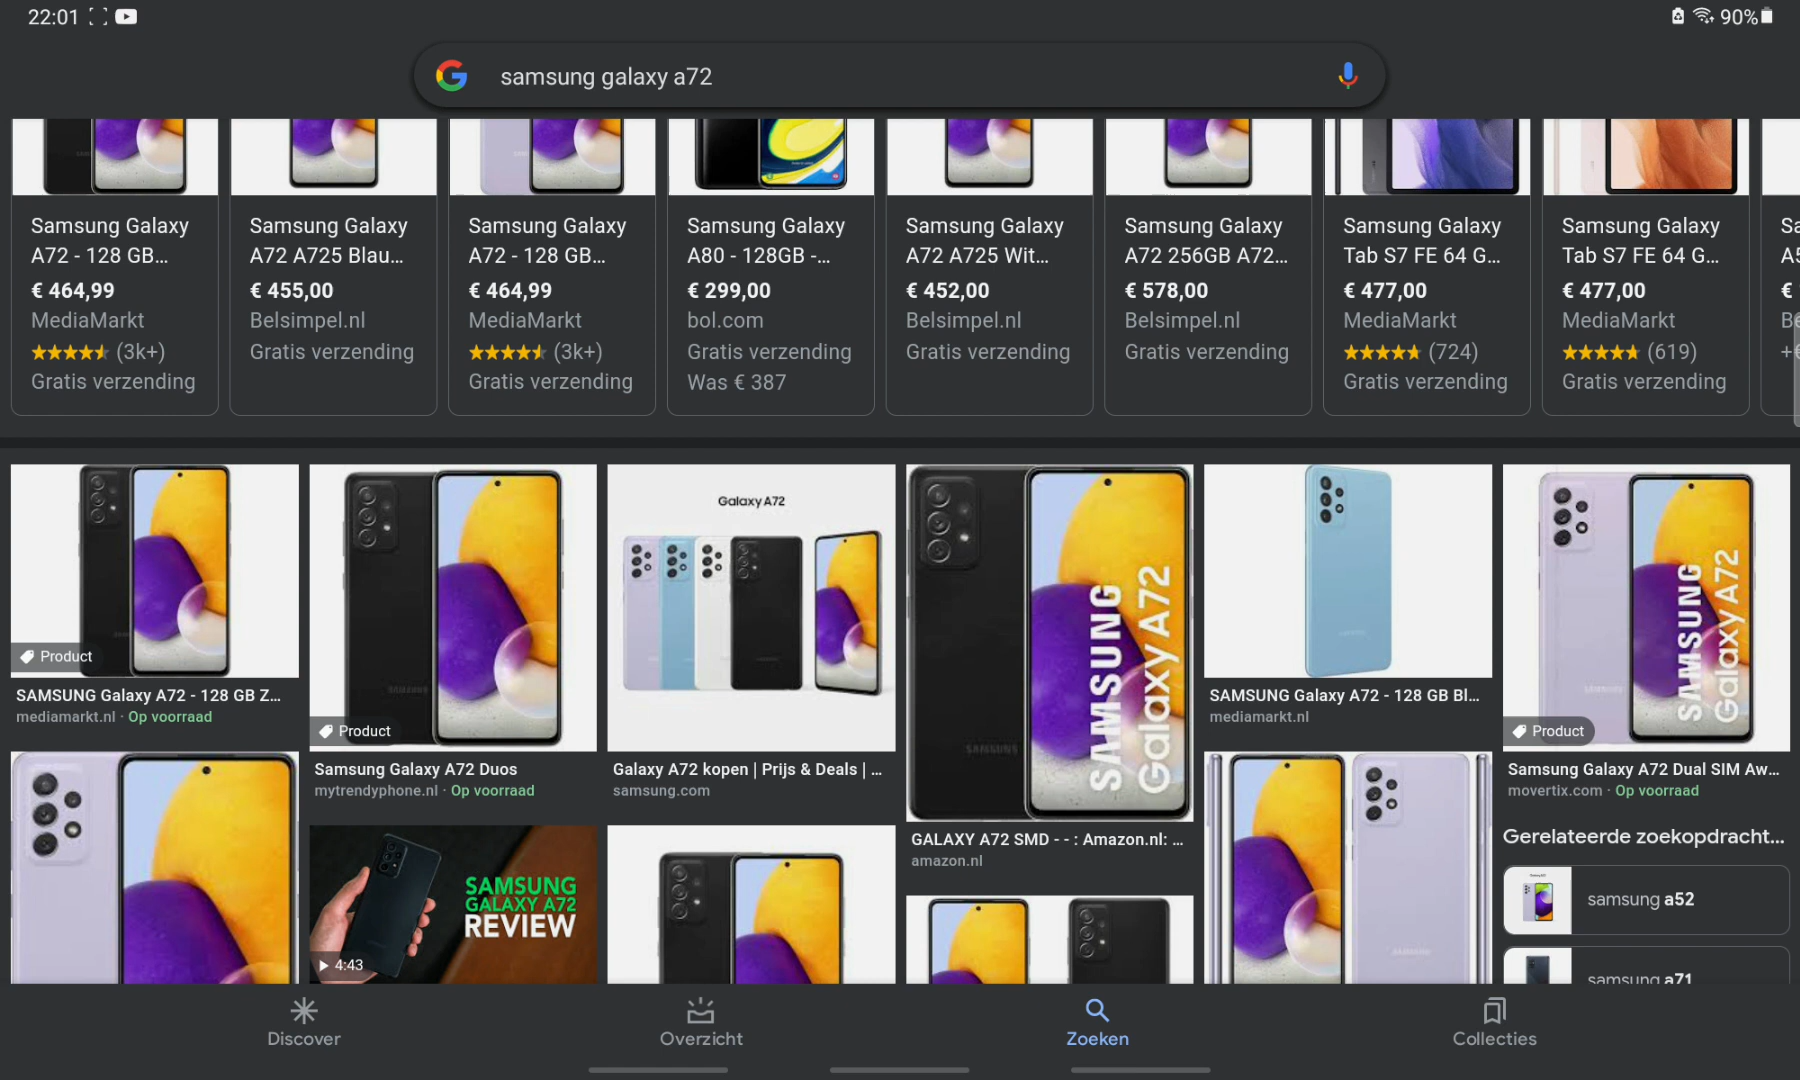 22:01
90%
samsung galaxy a72
Samsung Galaxy
A72 - 128 GB...
€ 464,99
MediaMarkt
(3k+)
Gratis verzending
Samsung Galaxy
A72 A725 Blau...
€ 455,00
Belsimpel.nl
Gratis verzending
Samsung Galaxy
A72 - 128 GB...
€ 464,99
MediaMarkt
(3k+)
Gratis verzending
Samsung Galaxy
A80 - 128GB -...
€ 299,00
bol.com
Gratis verzending
Was € 387
Samsung Galaxy
A72 A725 Wit...
€ 452,00
Belsimpel.nl
Gratis verzending
Samsung Galaxy
A72 256GB A72...
€ 578,00
Belsimpel.nl
Gratis verzending
Samsung Galaxy
Tab S7 FE 64 G...
€ 477,00
MediaMarkt
(724)
Gratis verzending
Samsung Galaxy
Tab S7 FE 64 G...
€ 477,00
MediaMarkt
(619)
Gratis verzending
€
Product
SAMSUNG Galaxy A72 - 128 GB Z...
mediamarkt.nl · Op voorraad
Product
Samsung Galaxy A72 Duos
mytrendyphone.nl · Op voorraad
SAMSUNG
GALAXY A72
REVIEW
4:43
Galaxy A72
Galaxy A72 kopen | Prijs & Deals | ...
samsung.com
SAMSUNG
Galaxy A72
GALAXY A72 SMD - - : Amazon.nl: ...
amazon.nl
SAMSUNG Galaxy A72 - 128 GB Bl...
mediamarkt.nl
SAMSUNG
Galaxy A72
Product
Samsung Galaxy A72 Dual SIM Aw...
movertix.com · Op voorraad
Gerelateerde zoekopdracht...
samsung a52
samsung a71
Discover
Overzicht
Zoeken
Collecties